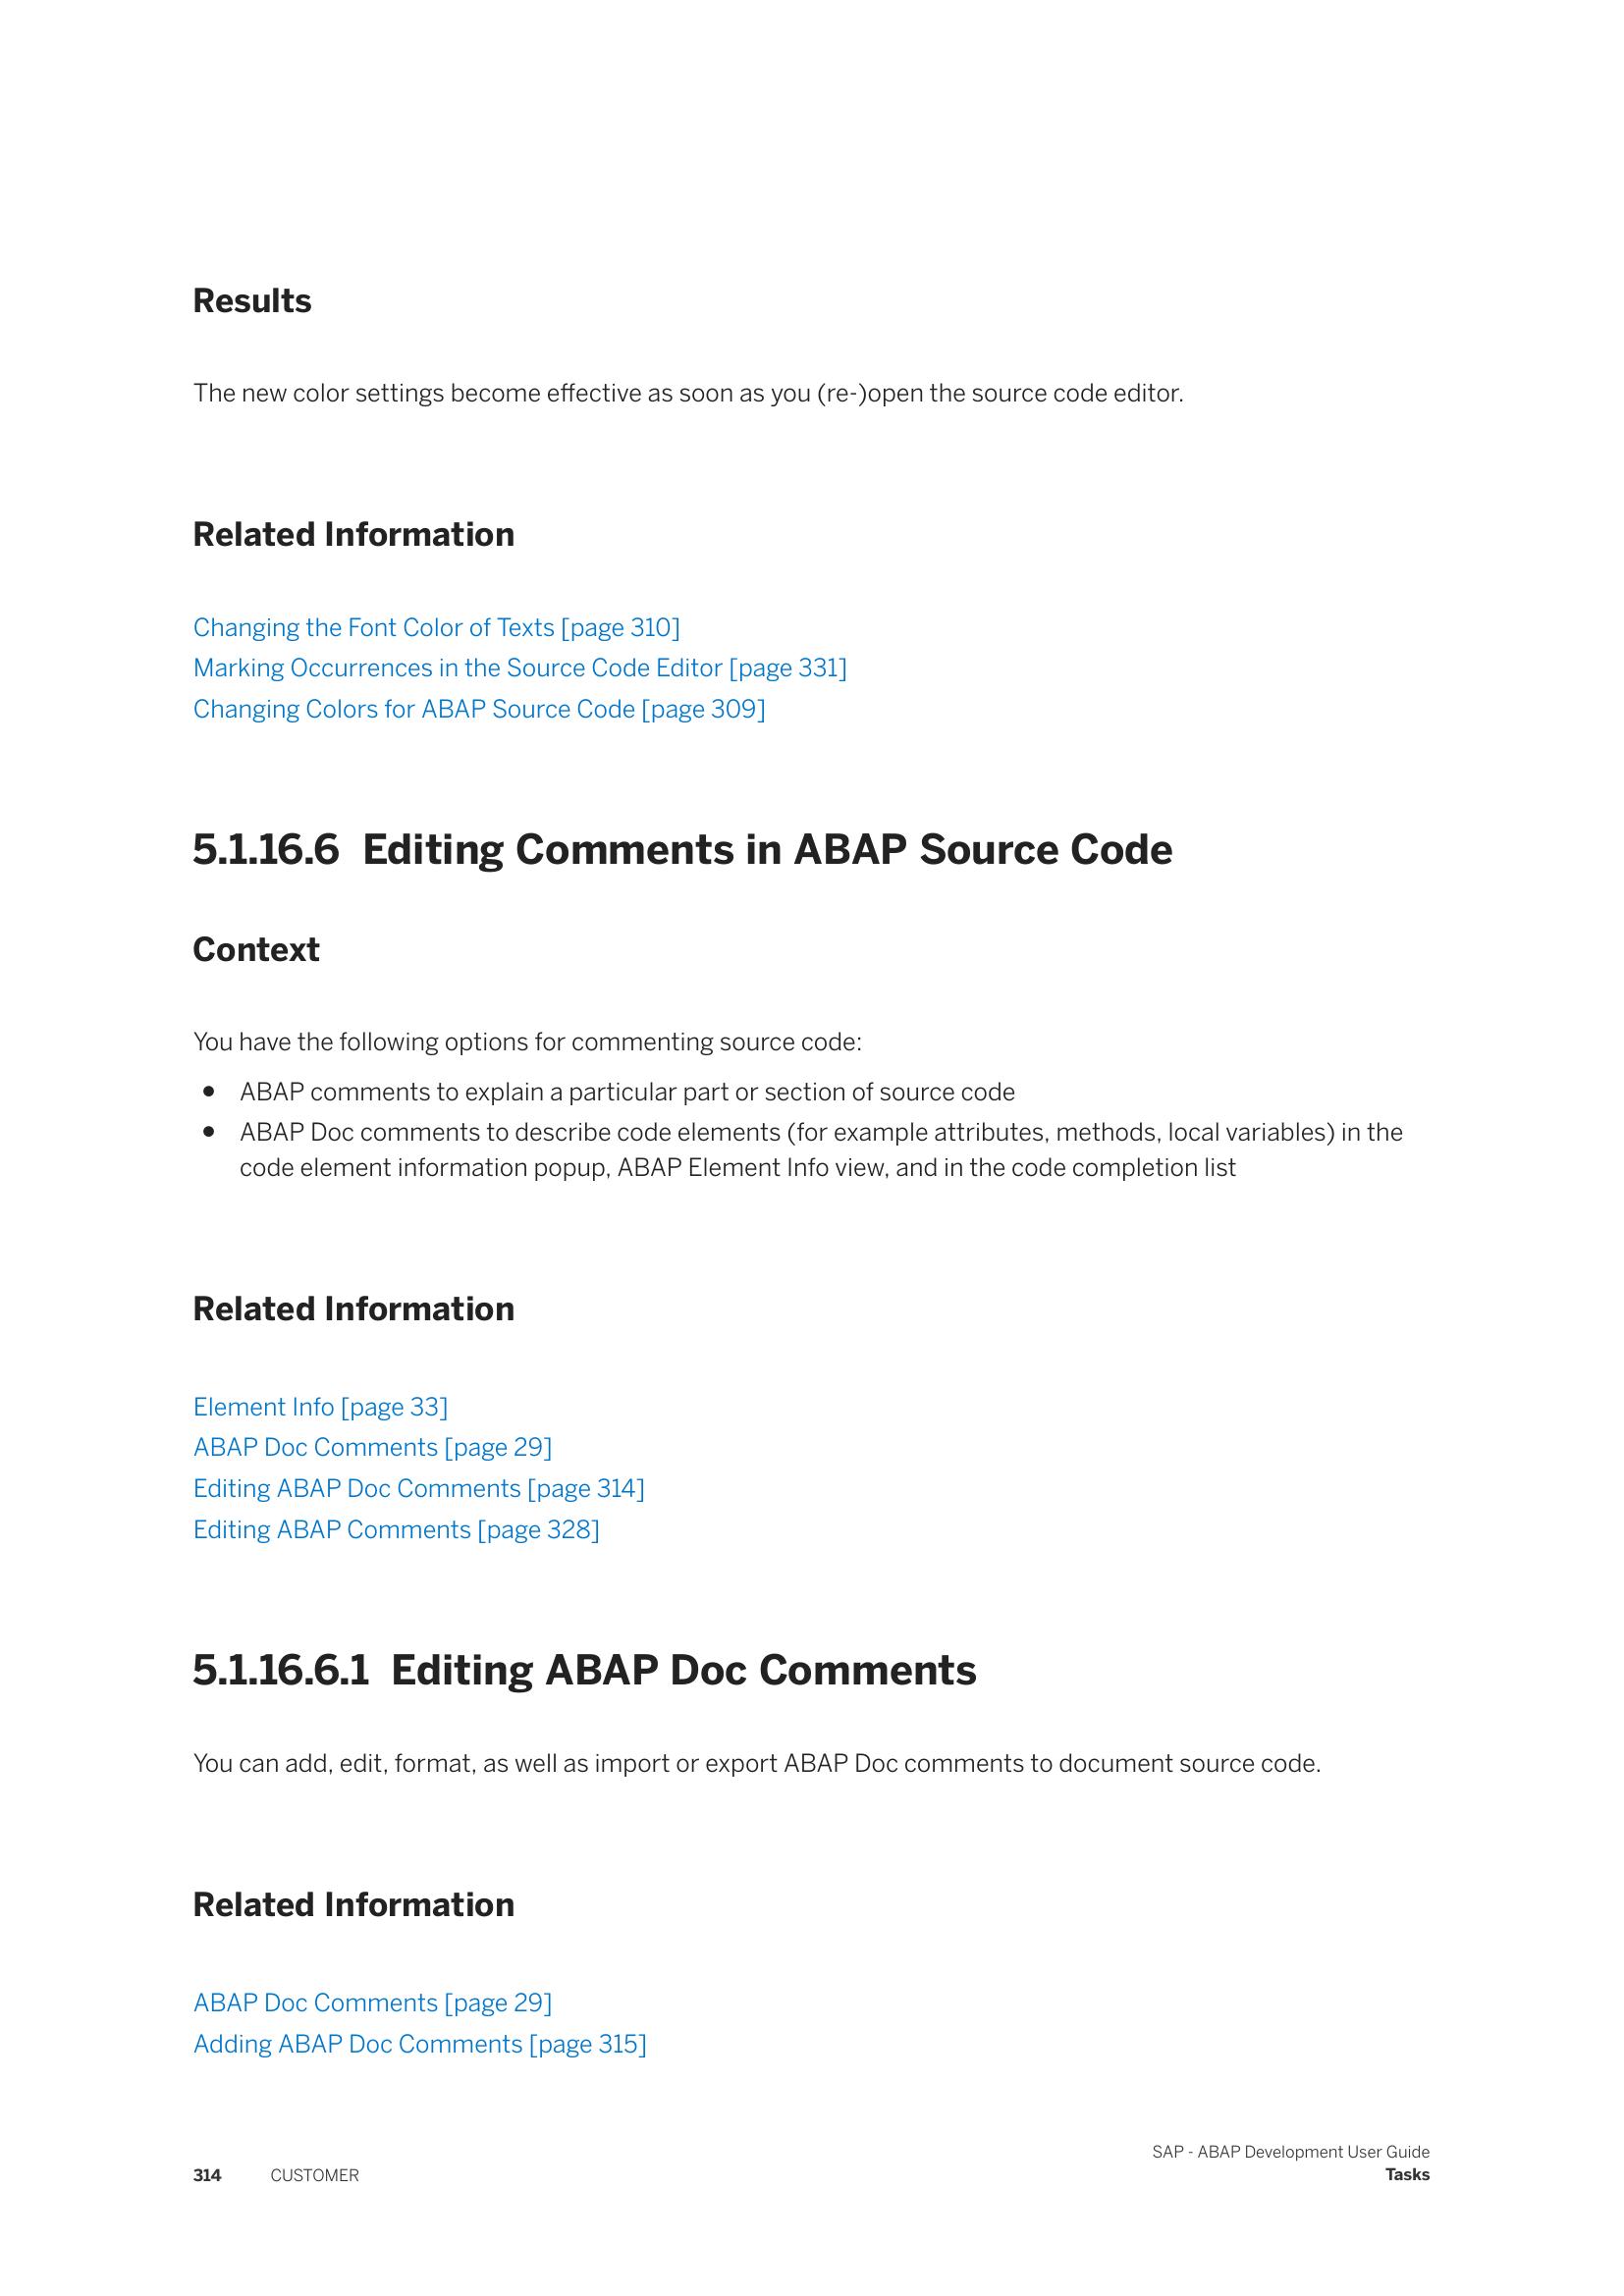 Results
The new color settings become effective as soon as you (re-)open the source code editor.
Related Information
Changing the Font Color of Texts [page 310]
Marking Occurrences in the Source Code Editor [page 331]
Changing Colors for ABAP Source Code [page 309]
5.1.16.6 Editing Comments in ABAP Source Code
Context
You have the following options for commenting source code:
● ABAP comments to explain a particular part or section of source code
● ABAP Doc comments to describe code elements (for example attributes, methods, local variables) in the
code element information popup, ABAP Element Info view, and in the code completion list
Related Information
Element Info [page 33]
ABAP Doc Comments [page 29]
Editing ABAP Doc Comments [page 314]
Editing ABAP Comments [page 328]
5.1.16.6.1 Editing ABAP Doc Comments
You can add, edit, format, as well as import or export ABAP Doc comments to document source code.
Related Information
ABAP Doc Comments [page 29]
Adding ABAP Doc Comments [page 315]
314 CUSTOMER
SAP - ABAP Development User Guide
Tasks